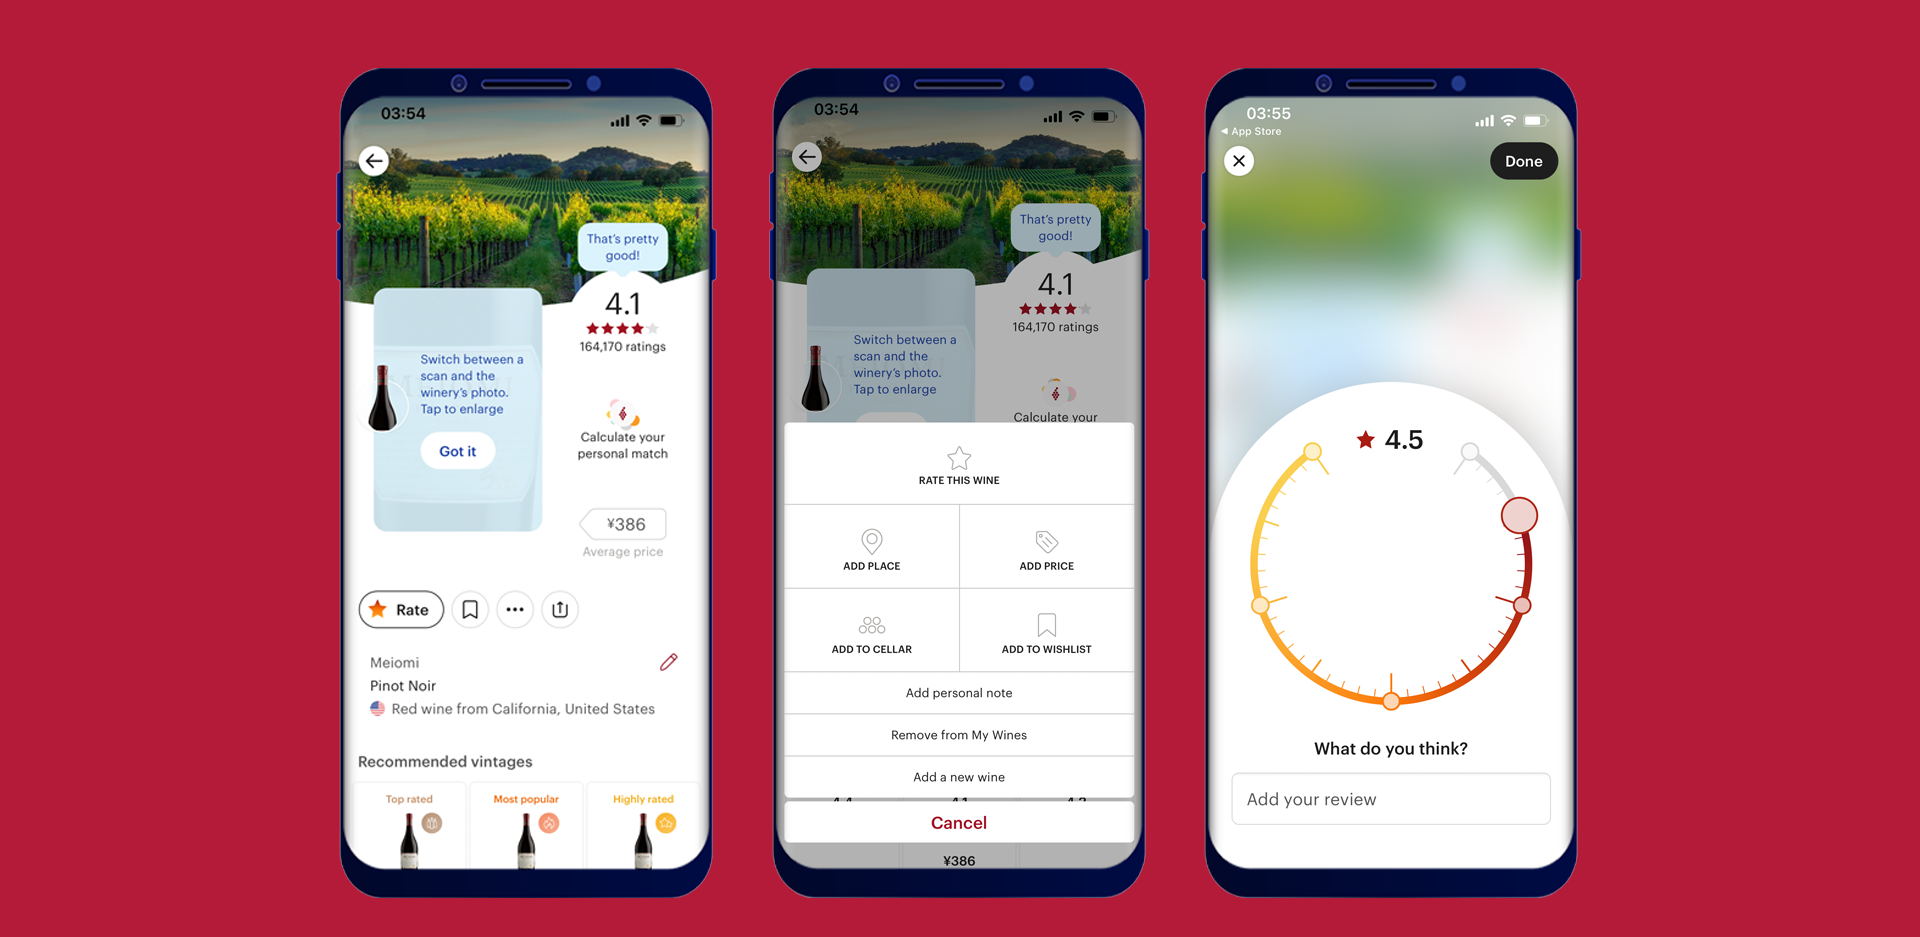 03:54
That's pretty
good!
4.1
164,170 ratings
Switch between a
scan and the
winery's photo.
Tap to enlarge
Got it
Calculate your
personal match
¥386
Average price
Rate
Meiomi
Pinot Noir
Red wine from California, United States
Recommended vintages
Top rated
Most popular
Highly rated
03:54
That's pretty
good!
4.1
164,170 ratings
Switch between a
scan and the
winery's photo.
Tap to enlarge
Calculate your
RATE THIS WINE
ADD PLACE
ADD PRICE
ADD TO CELLAR
ADD TO WISHLIST
Add personal note
Remove from My Wines
Add a new wine
Cancel
¥386
03:55
App Store
Done
4.5
What do you think?
Add your review